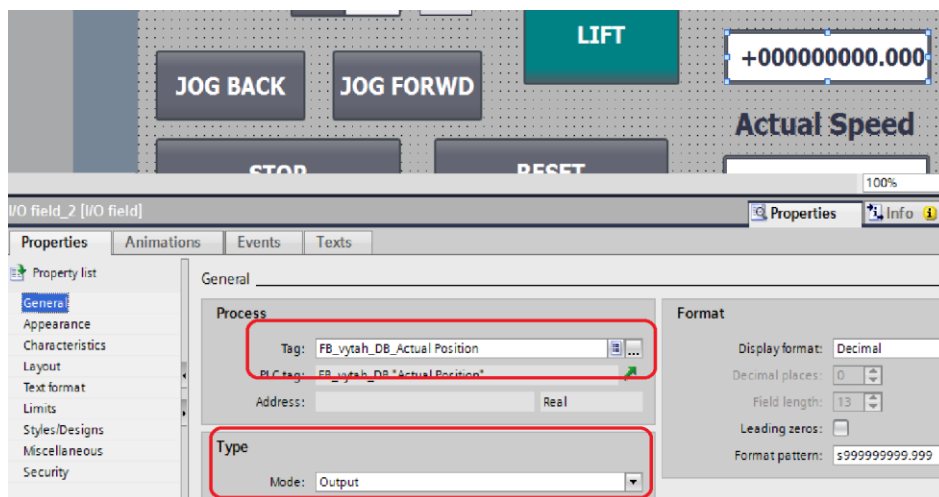 LIFT
+000000000.000
JOG BACK
JOG FORWD
Actual Speed
STOP
RESET
100%
I/O field_2 [I/O field]
Properties
Info
Properties
Animations
Events
Texts
Property list
General
Appearance
Characteristics
Layout
Text format
Limits
Styles/Designs
Miscellaneous
Security
General
Process
Tag: FB_vytah_DB_Actual Position
PLC tag: FB_vytah_DB."Actual Position"
Address: Real
Type
Mode: Output
Format
Display format: Decimal
Decimal places: 0
Field length: 13
Leading zeros:
Format pattern: s999999999.999